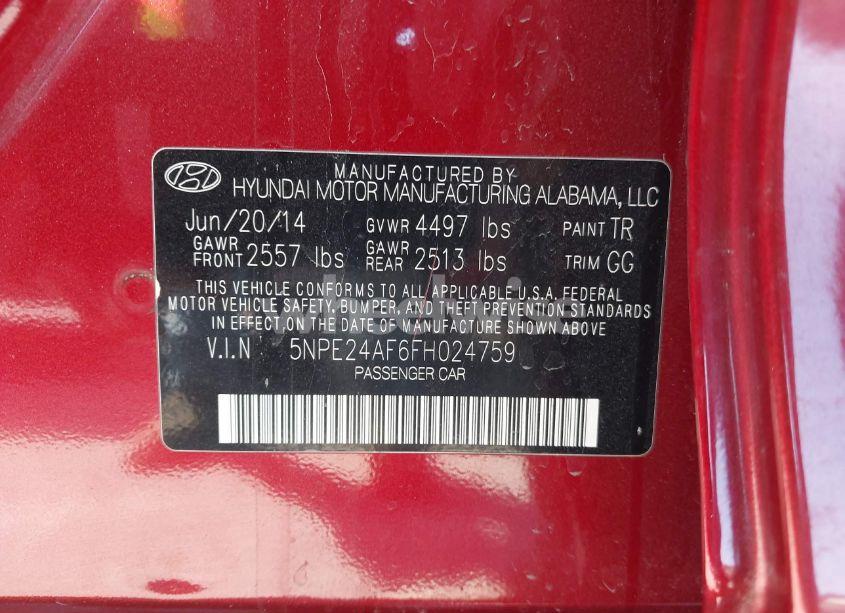 MANUFACTURED BY
HYUNDAI MOTOR MANUFACTURING ALABAMA, LLC
Jun/20/14 GVWR 4497 lbs PAINT TR
GAWR FRONT 2557 lbs GAWR REAR 2513 lbs TRIM GG
THIS VEHICLE CONFORMS TO ALL APPLICABLE U.S.A. FEDERAL
MOTOR VEHICLE SAFETY, BUMPER, AND THEFT PREVENTION STANDARDS
IN EFFECT ON THE DATE OF MANUFACTURE SHOWN ABOVE
V.I.N 5NPE24AF6FH024759
PASSENGER CAR